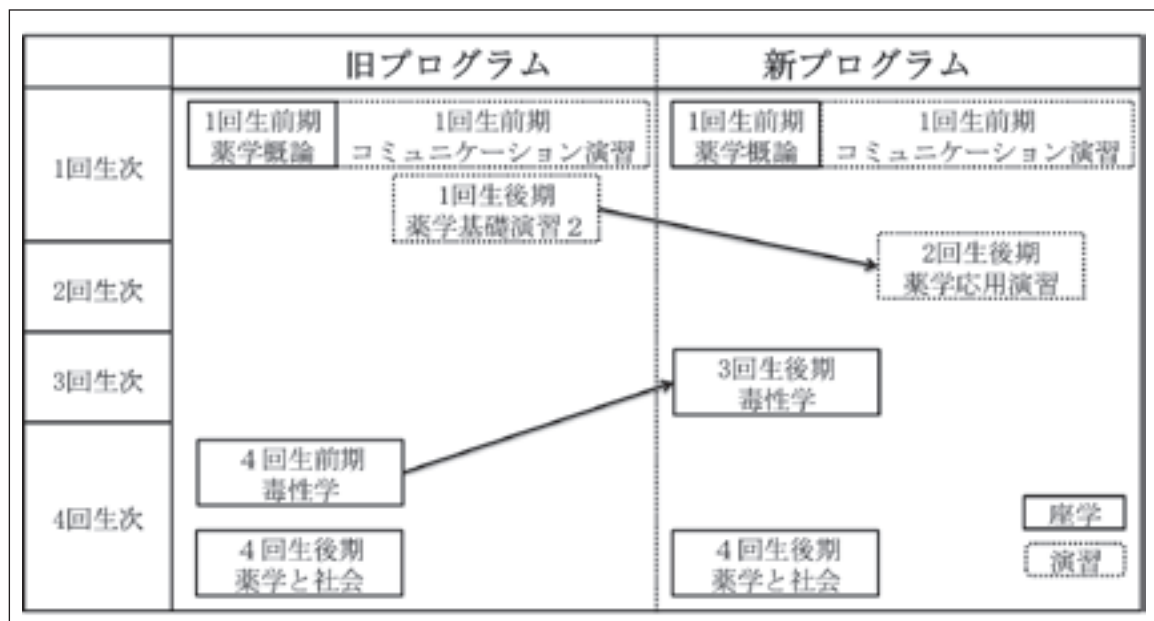 旧プログラム
新プログラム
1回生次
1回生前期
薬学概論
1回生前期
コミュニケーション演習
1回生前期
薬学概論
1回生前期
コミュニケーション演習
1回生後期
薬学基礎演習２
2回生次
2回生後期
薬学応用演習
3回生次
3回生後期
毒性学
4回生次
４回生前期
毒性学
４回生後期
薬学と社会
４回生後期
薬学と社会
座学
演習